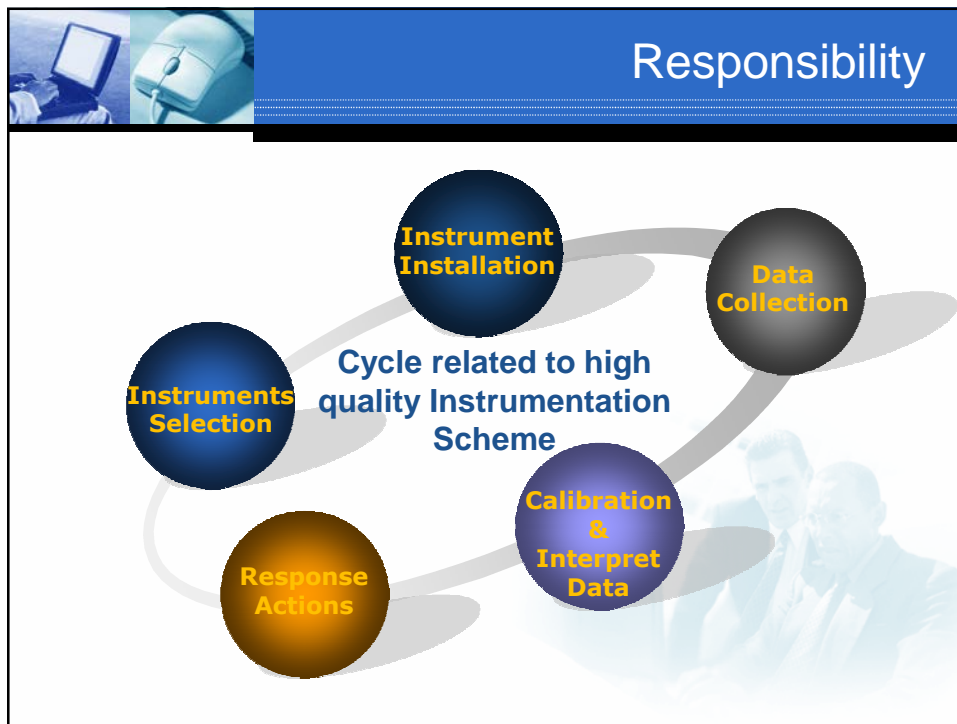 Responsibility
Instrument
Installation
Data
Collection
Cycle related to high
quality Instrumentation
Scheme
Instruments
Selection
Calibration
&
Interpret
Data
Response
Actions